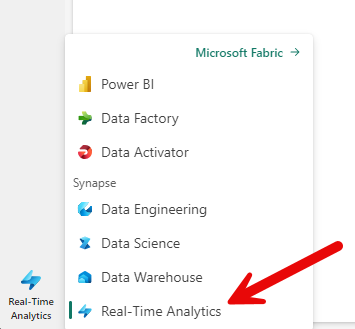 Microsoft Fabric →
Power BI
Data Factory
Data Activator
Synapse
Data Engineering
Data Science
Data Warehouse
Real-Time Analytics
Real-Time
Analytics